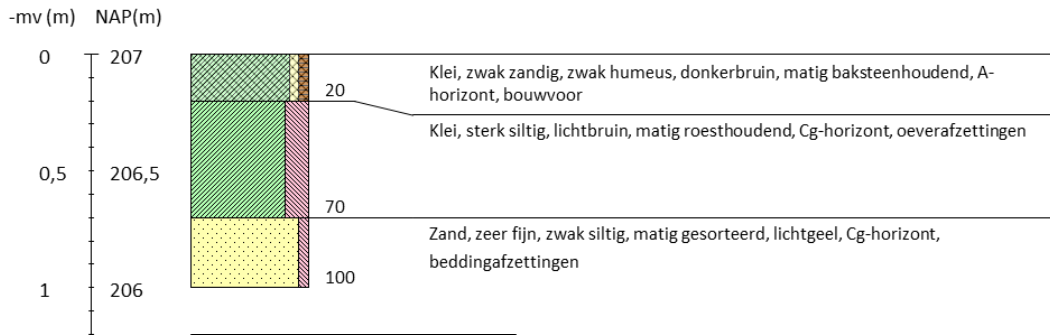 -mv (m) NAP(m)
0 207
Klei, zwak zandig, zwak humeus, donkerbruin, matig baksteenhoudend, A-
horizont, bouwvoor
20
Klei, sterk siltig, lichtbruin, matig roesthoudend, Cg-horizont, oeverafzettingen
0,5 206,5
70
Zand, zeer fijn, zwak siltig, matig gesorteerd, lichtgeel, Cg-horizont,
beddingafzettingen
100
1 206